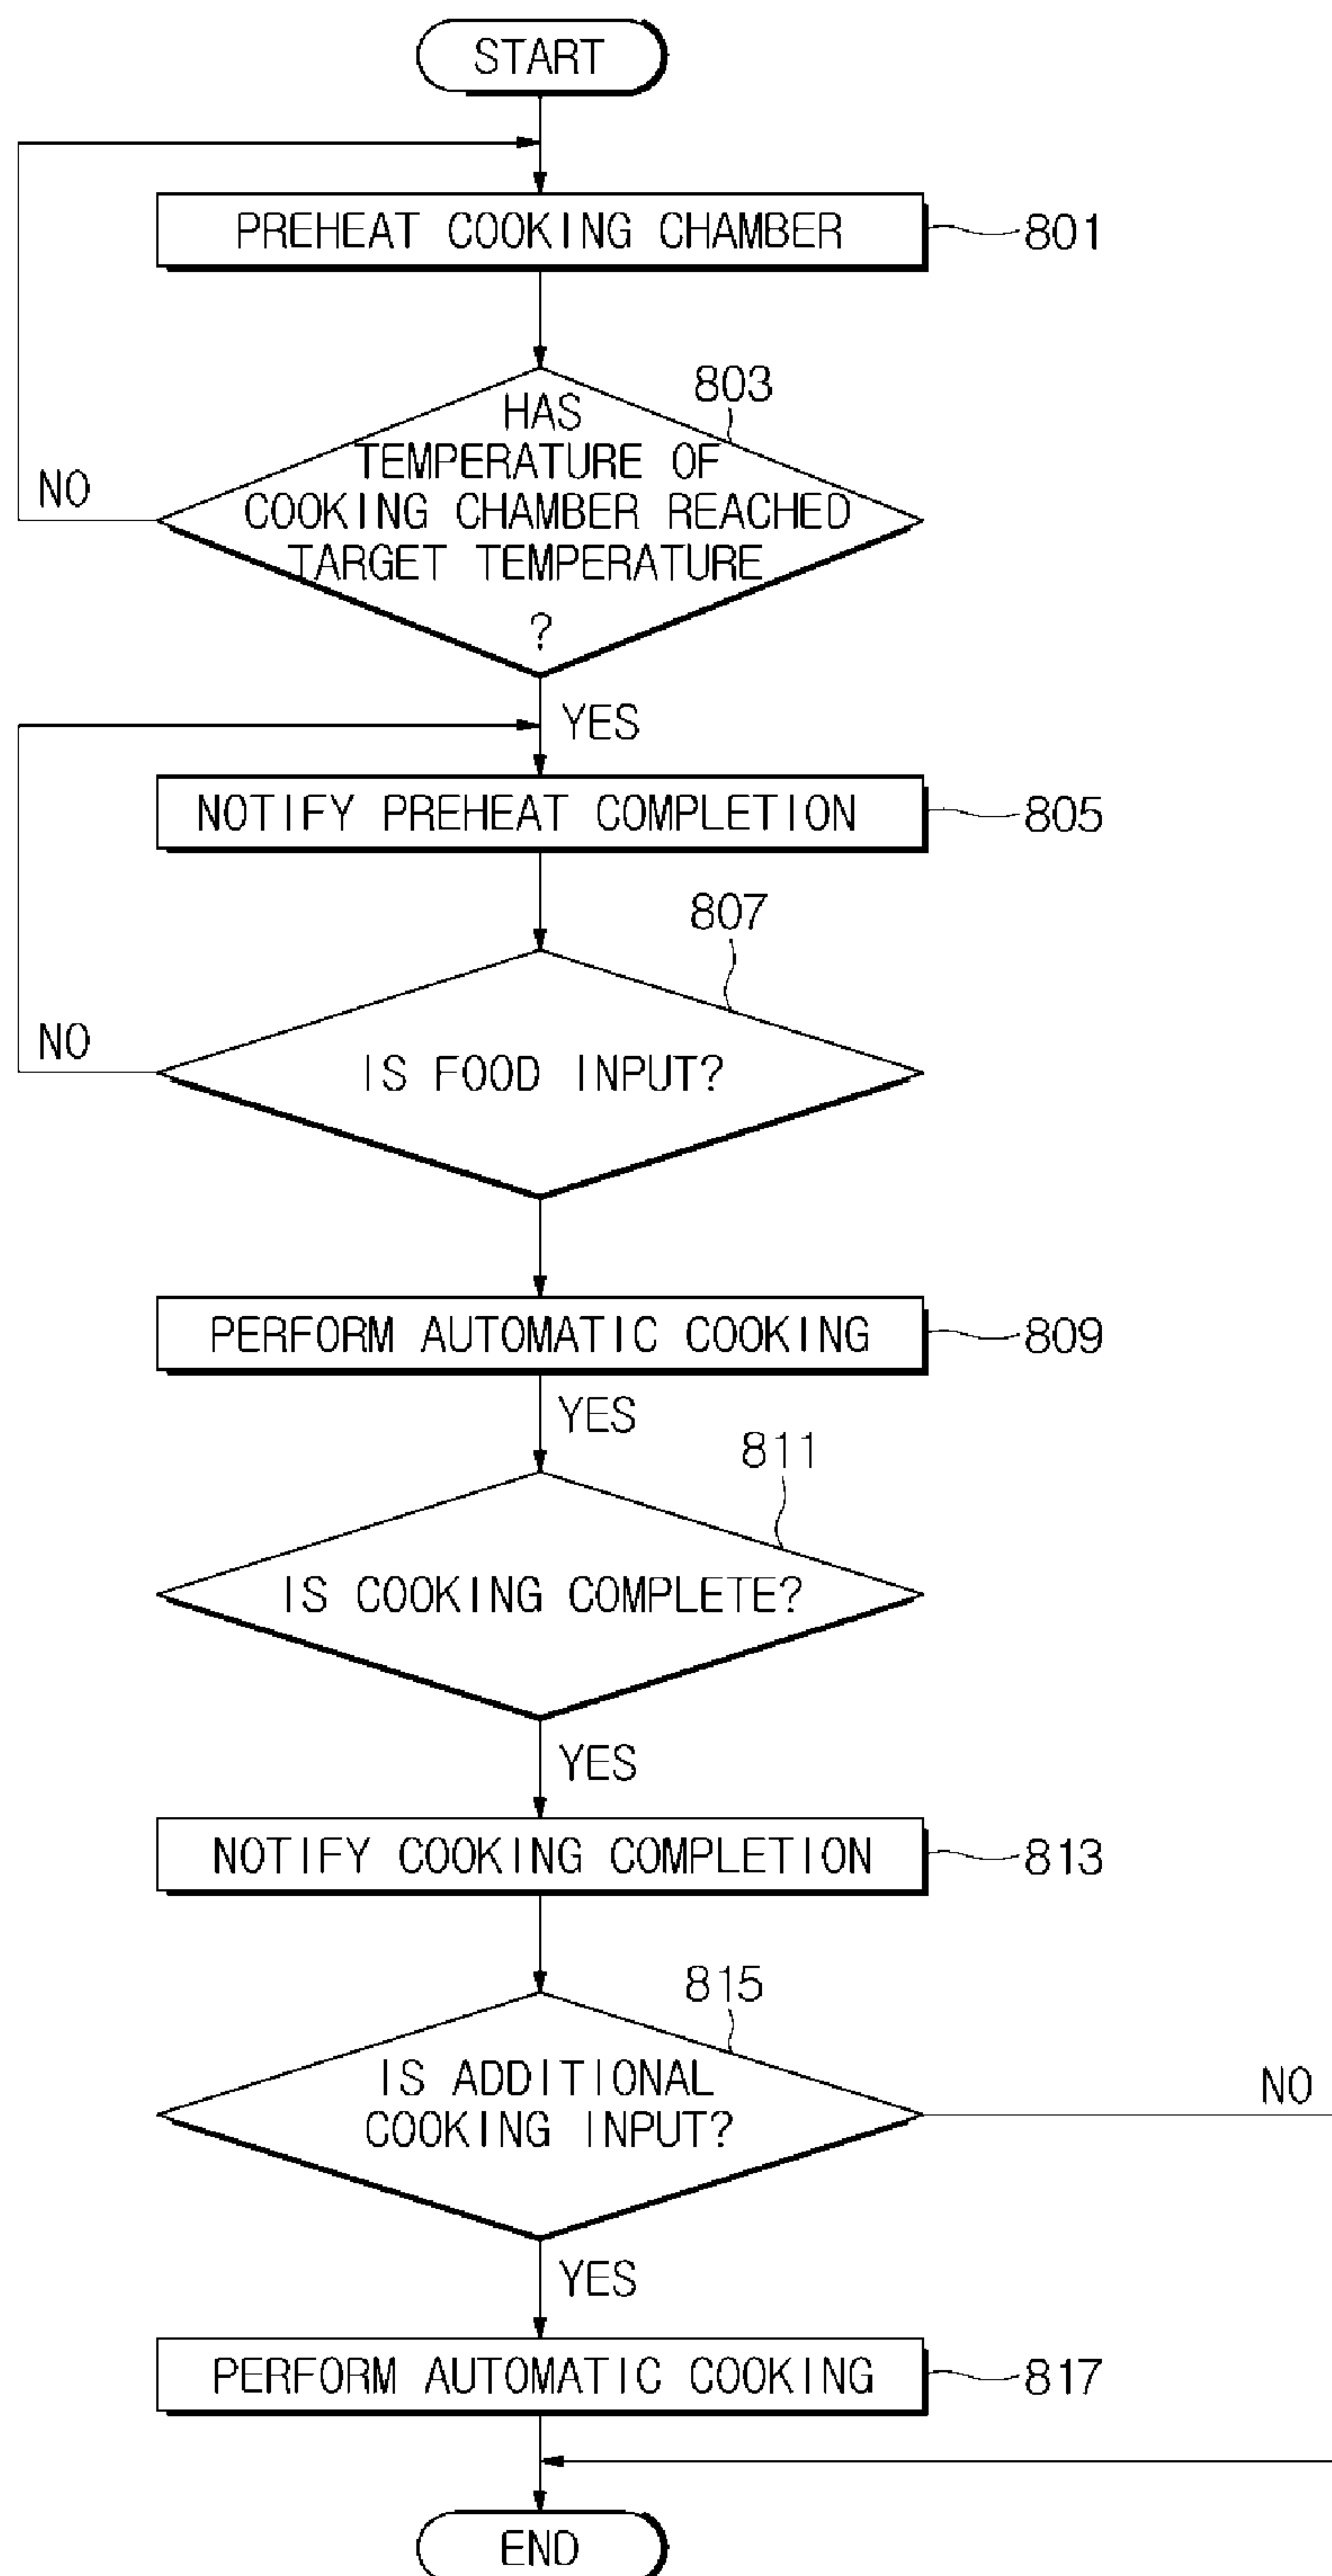 START
PREHEAT COOKING CHAMBER
801
803
HAS
TEMPERATURE OF
COOKING CHAMBER REACHED
TARGET TEMPERATURE
?
NO
YES
NOTIFY PREHEAT COMPLETION
805
807
IS FOOD INPUT?
NO
PERFORM AUTOMATIC COOKING
809
YES
811
IS COOKING COMPLETE?
YES
NOTIFY COOKING COMPLETION
813
815
IS ADDITIONAL
COOKING INPUT?
NO
YES
PERFORM AUTOMATIC COOKING
817
END